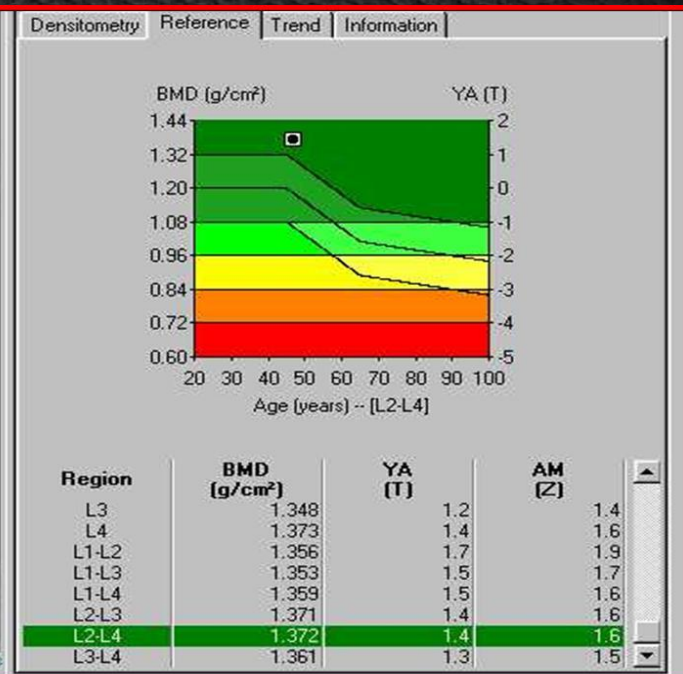 Densitometry Reference Trend Information
BMD (g/cm²) YA (T)
1.44 2
1.32 1
1.20 0
1.08 -1
0.96 -2
0.84 -3
0.72 -4
0.60 -5
20 30 40 50 60 70 80 90 100
Age (years) -- [L2-L4]
Region BMD (g/cm²) YA (T) AM (Z)
L3 1.348 1.2 1.4
L4 1.373 1.4 1.6
L1-L2 1.356 1.7 1.9
L1-L3 1.353 1.5 1.7
L1-L4 1.359 1.5 1.6
L2-L3 1.371 1.4 1.6
L2-L4 1.372 1.4 1.6
L3-L4 1.361 1.3 1.5